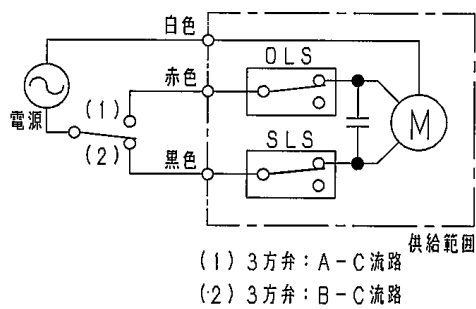 白色
OLS
赤色
電源
(1)
(2)
M
SLS
黒色
供給範囲
(1) 3方弁:A-C流路
(2) 3方弁:B-C流路